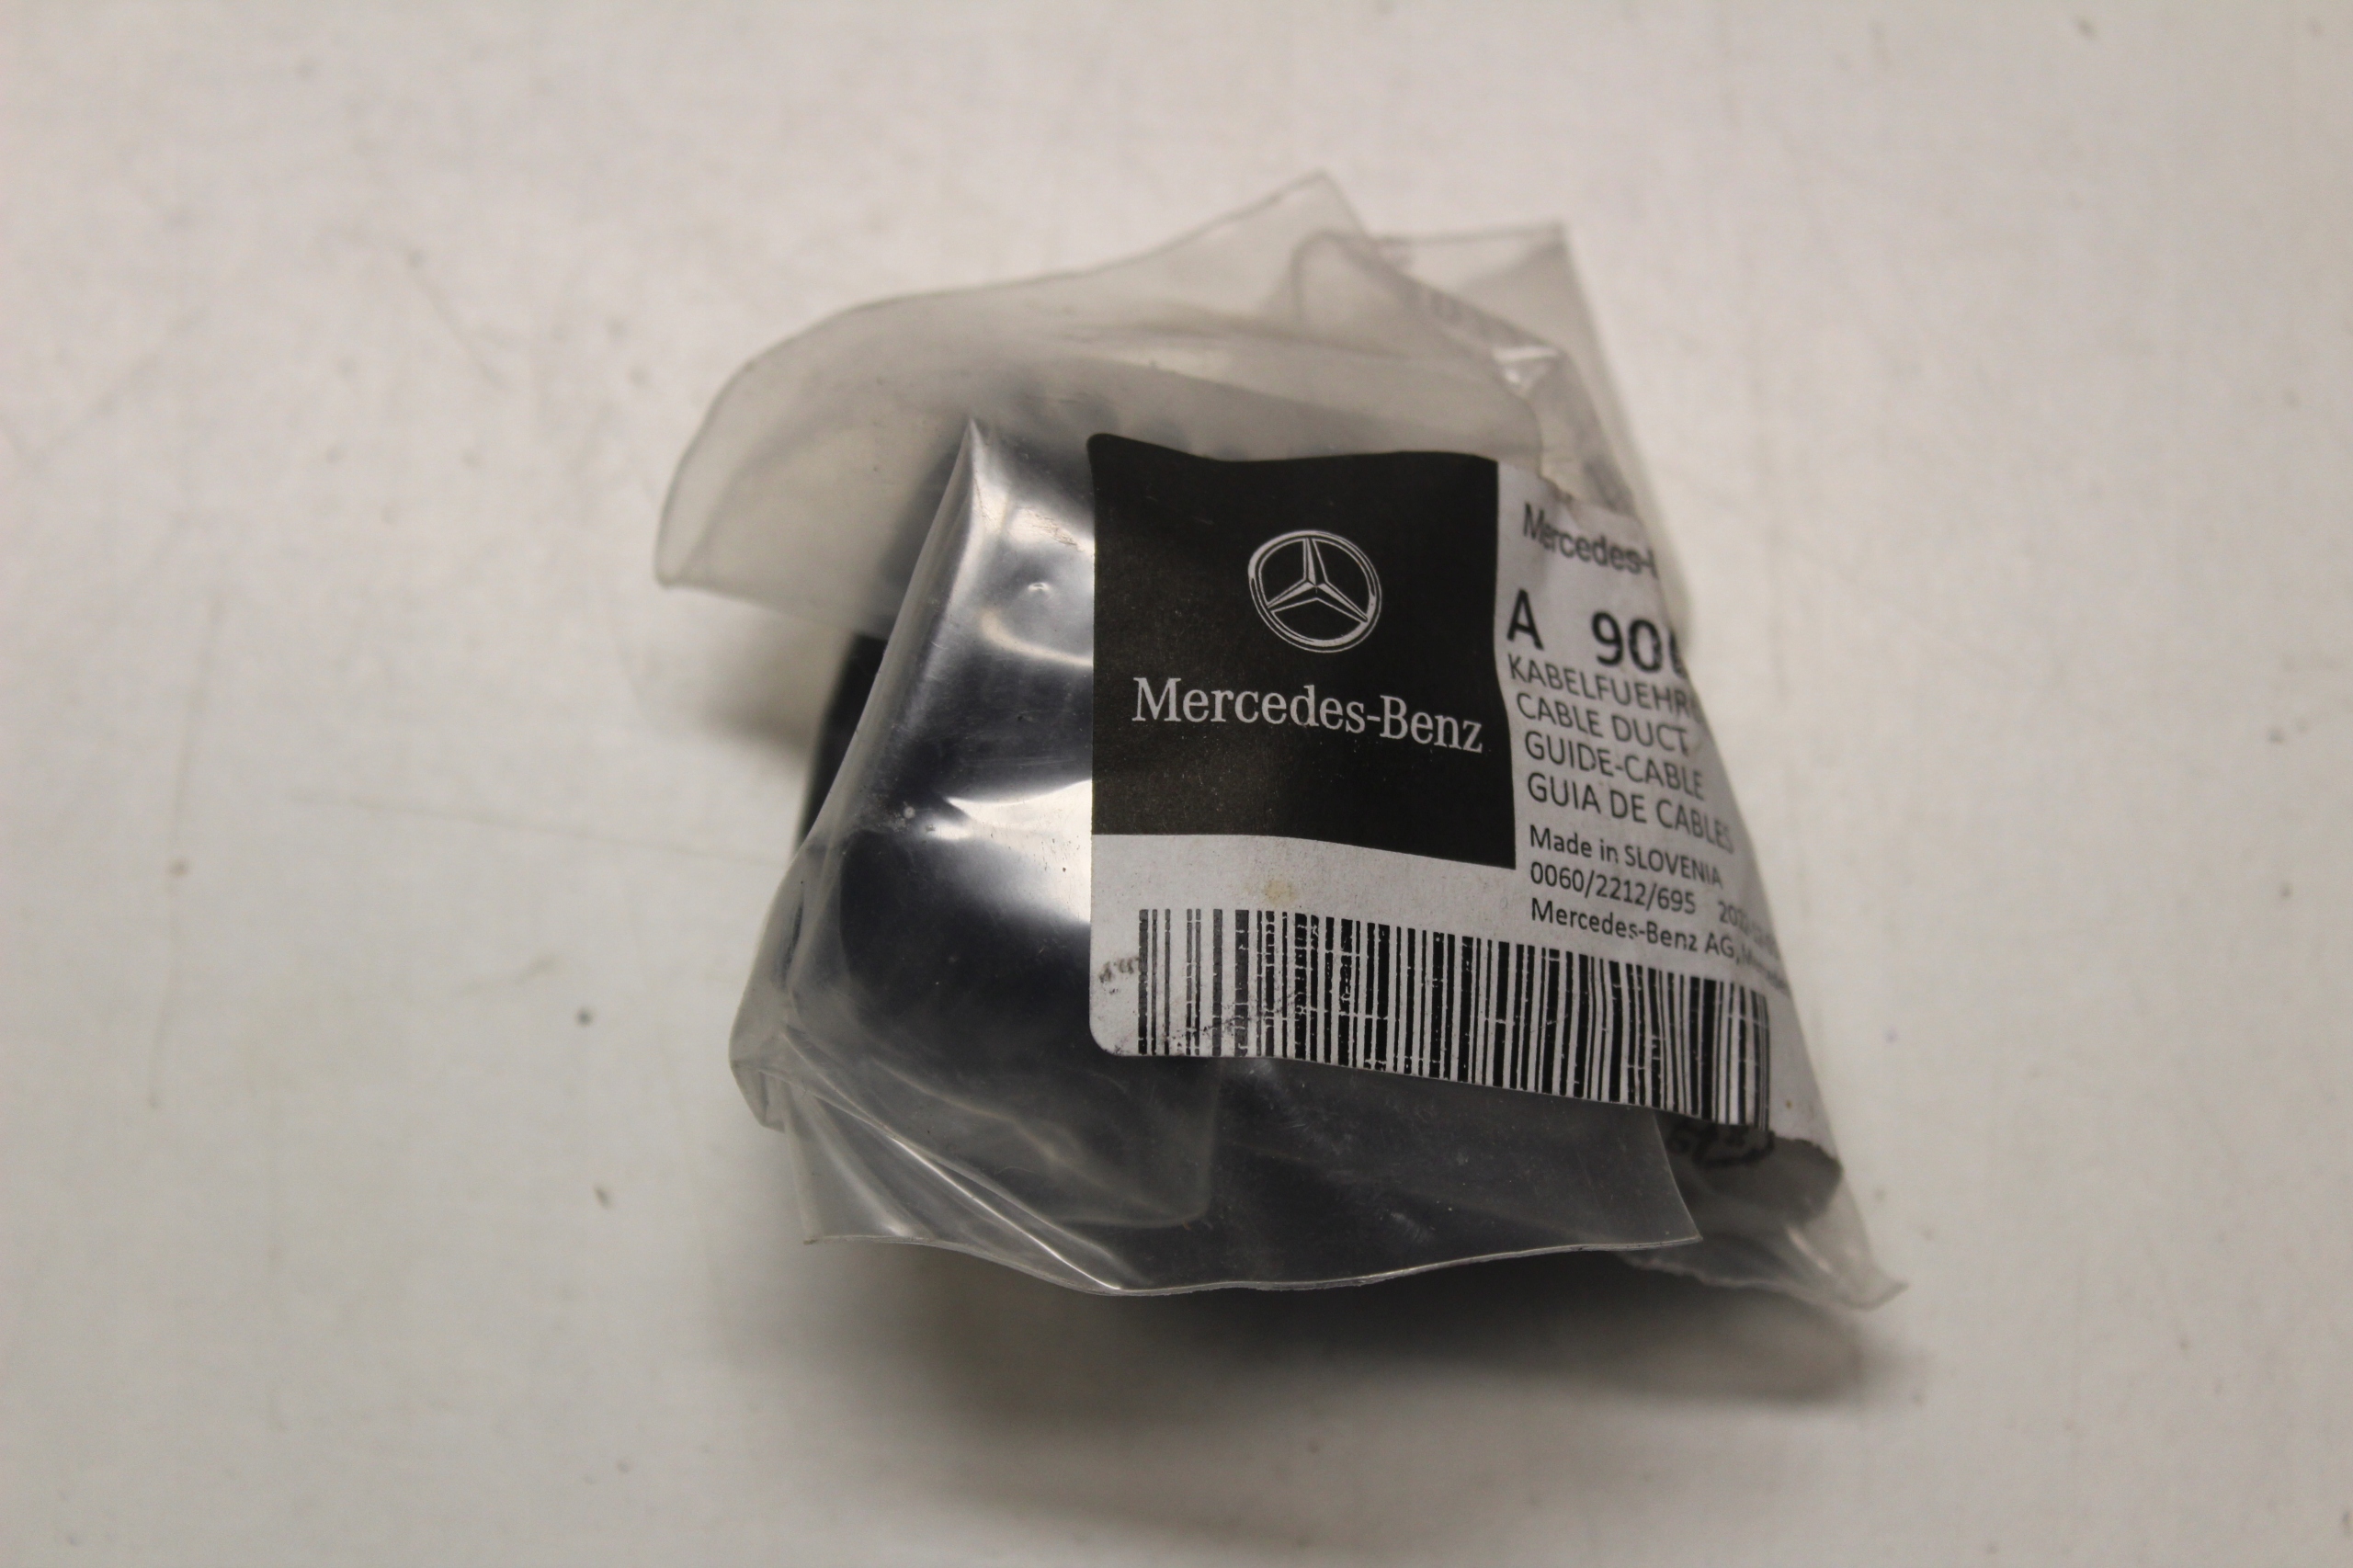 Mercedes-Benz
A 90
KABELFUEHR
CABLE DUCT
GUIDE-CABLE
GUIA DE CABLES
Made in SLOVENIA
0060/2212/695
Mercedes-Benz AG,